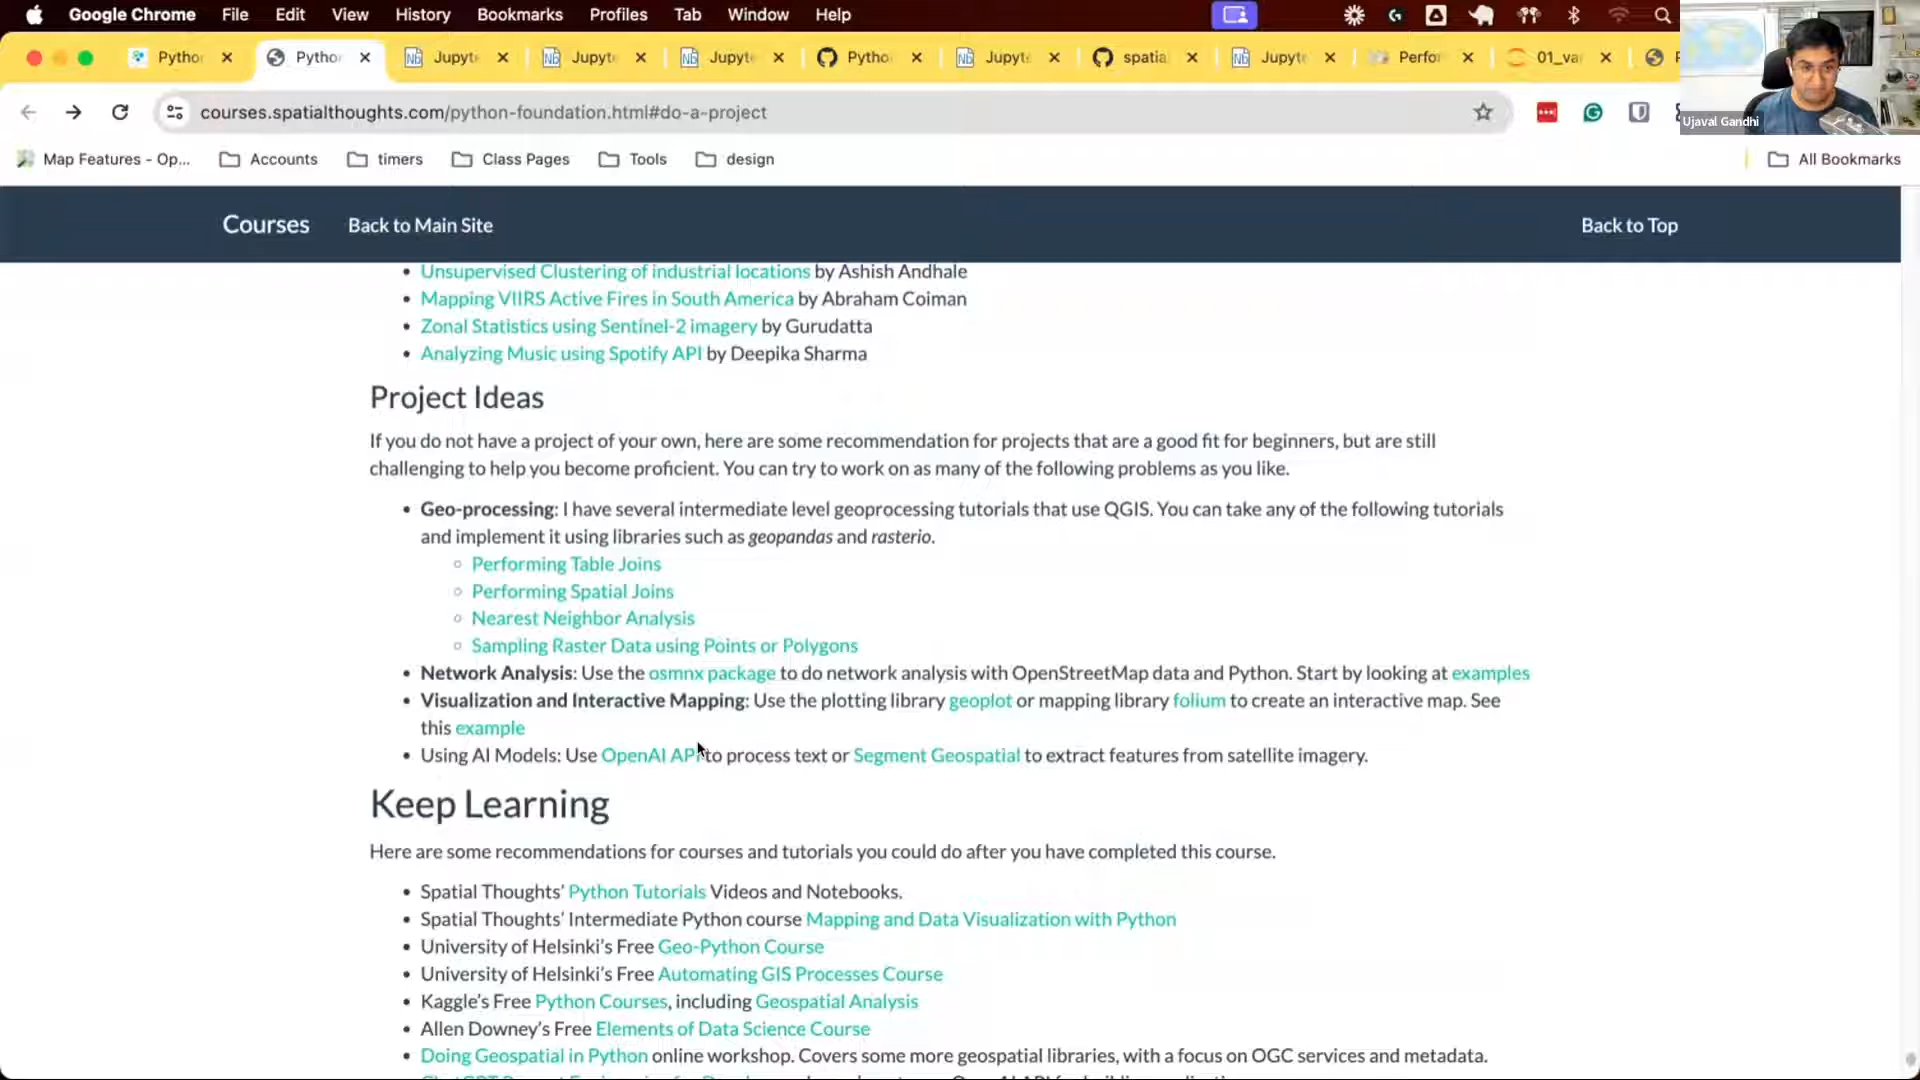 Google Chrome File Edit View History Bookmarks Profiles Tab Window Help
Pytho Pytho Jupyt Jupyt Jupyt Pytho Jupyt spatia Jupyt Perfo 01_va
courses.spatialthoughts.com/python-foundation.html#do-a-project
Ujaval Gandhi
Map Features - Op... Accounts timers Class Pages Tools design All Bookmarks
Courses Back to Main Site Back to Top
• Unsupervised Clustering of industrial locations by Ashish Andhale
• Mapping VIIRS Active Fires in South America by Abraham Coiman
• Zonal Statistics using Sentinel-2 imagery by Gurudatta
• Analyzing Music using Spotify API by Deepika Sharma
Project Ideas
If you do not have a project of your own, here are some recommendation for projects that are a good fit for beginners, but are still
challenging to help you become proficient. You can try to work on as many of the following problems as you like.
• Geo-processing: I have several intermediate level geoprocessing tutorials that use QGIS. You can take any of the following tutorials
and implement it using libraries such as geopandas and rasterio.
◦ Performing Table Joins
◦ Performing Spatial Joins
◦ Nearest Neighbor Analysis
◦ Sampling Raster Data using Points or Polygons
• Network Analysis: Use the osmnx package to do network analysis with OpenStreetMap data and Python. Start by looking at examples
• Visualization and Interactive Mapping: Use the plotting library geoplot or mapping library folium to create an interactive map. See
this example
• Using AI Models: Use OpenAI API to process text or Segment Geospatial to extract features from satellite imagery.
Keep Learning
Here are some recommendations for courses and tutorials you could do after you have completed this course.
• Spatial Thoughts’ Python Tutorials Videos and Notebooks.
• Spatial Thoughts’ Intermediate Python course Mapping and Data Visualization with Python
• University of Helsinki’s Free Geo-Python Course
• University of Helsinki’s Free Automating GIS Processes Course
• Kaggle’s Free Python Courses, including Geospatial Analysis
• Allen Downey’s Free Elements of Data Science Course
• Doing Geospatial in Python online workshop. Covers some more geospatial libraries, with a focus on OGC services and metadata.